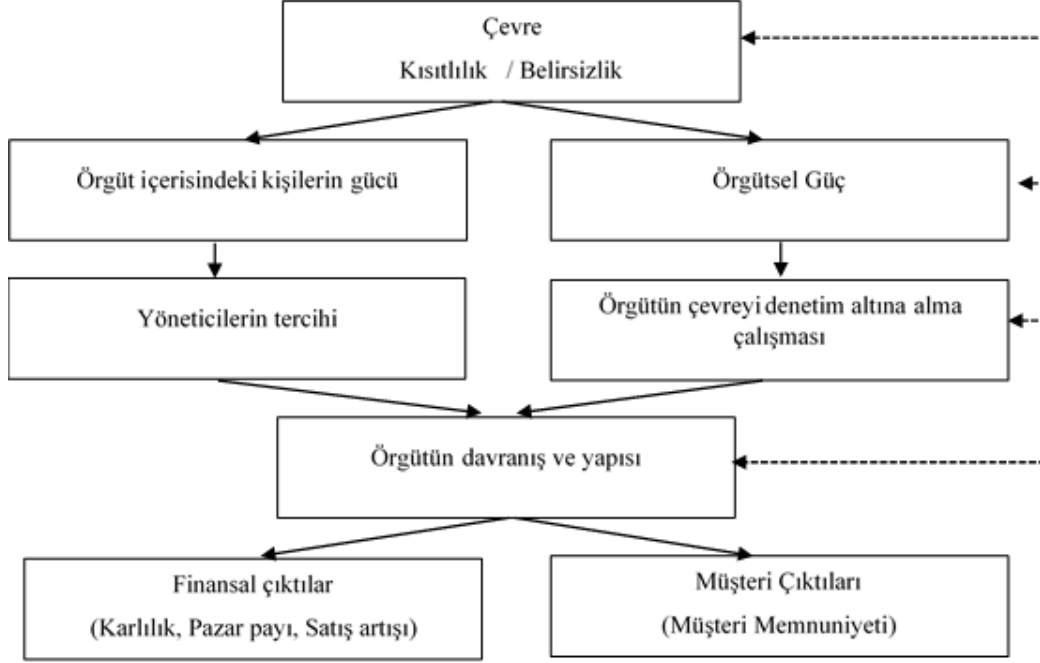 Çevre
Kısıtlılık / Belirsizlik
Örgüt içerisindeki kişilerin gücü
Örgütsel Güç
Yöneticilerin tercihi
Örgütün çevreyi denetim altına alma
çalışması
Örgütün davranış ve yapısı
Finansal çıktılar
(Karlılık, Pazar payı, Satış artışı)
Müşteri Çıktıları
(Müşteri Memnuniyeti)